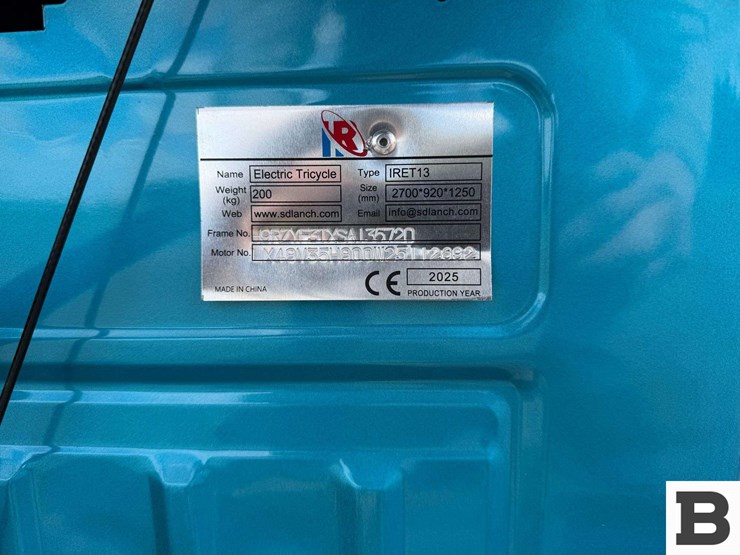 R
Name Electric Tricycle Type IRET13
Weight (kg) 200 Size (mm) 2700*920*1250
Web www.sdlanch.com Email info@sdlanch.com
Frame No.
Motor No.
MADE IN CHINA CE 2025
PRODUCTION YEAR
B